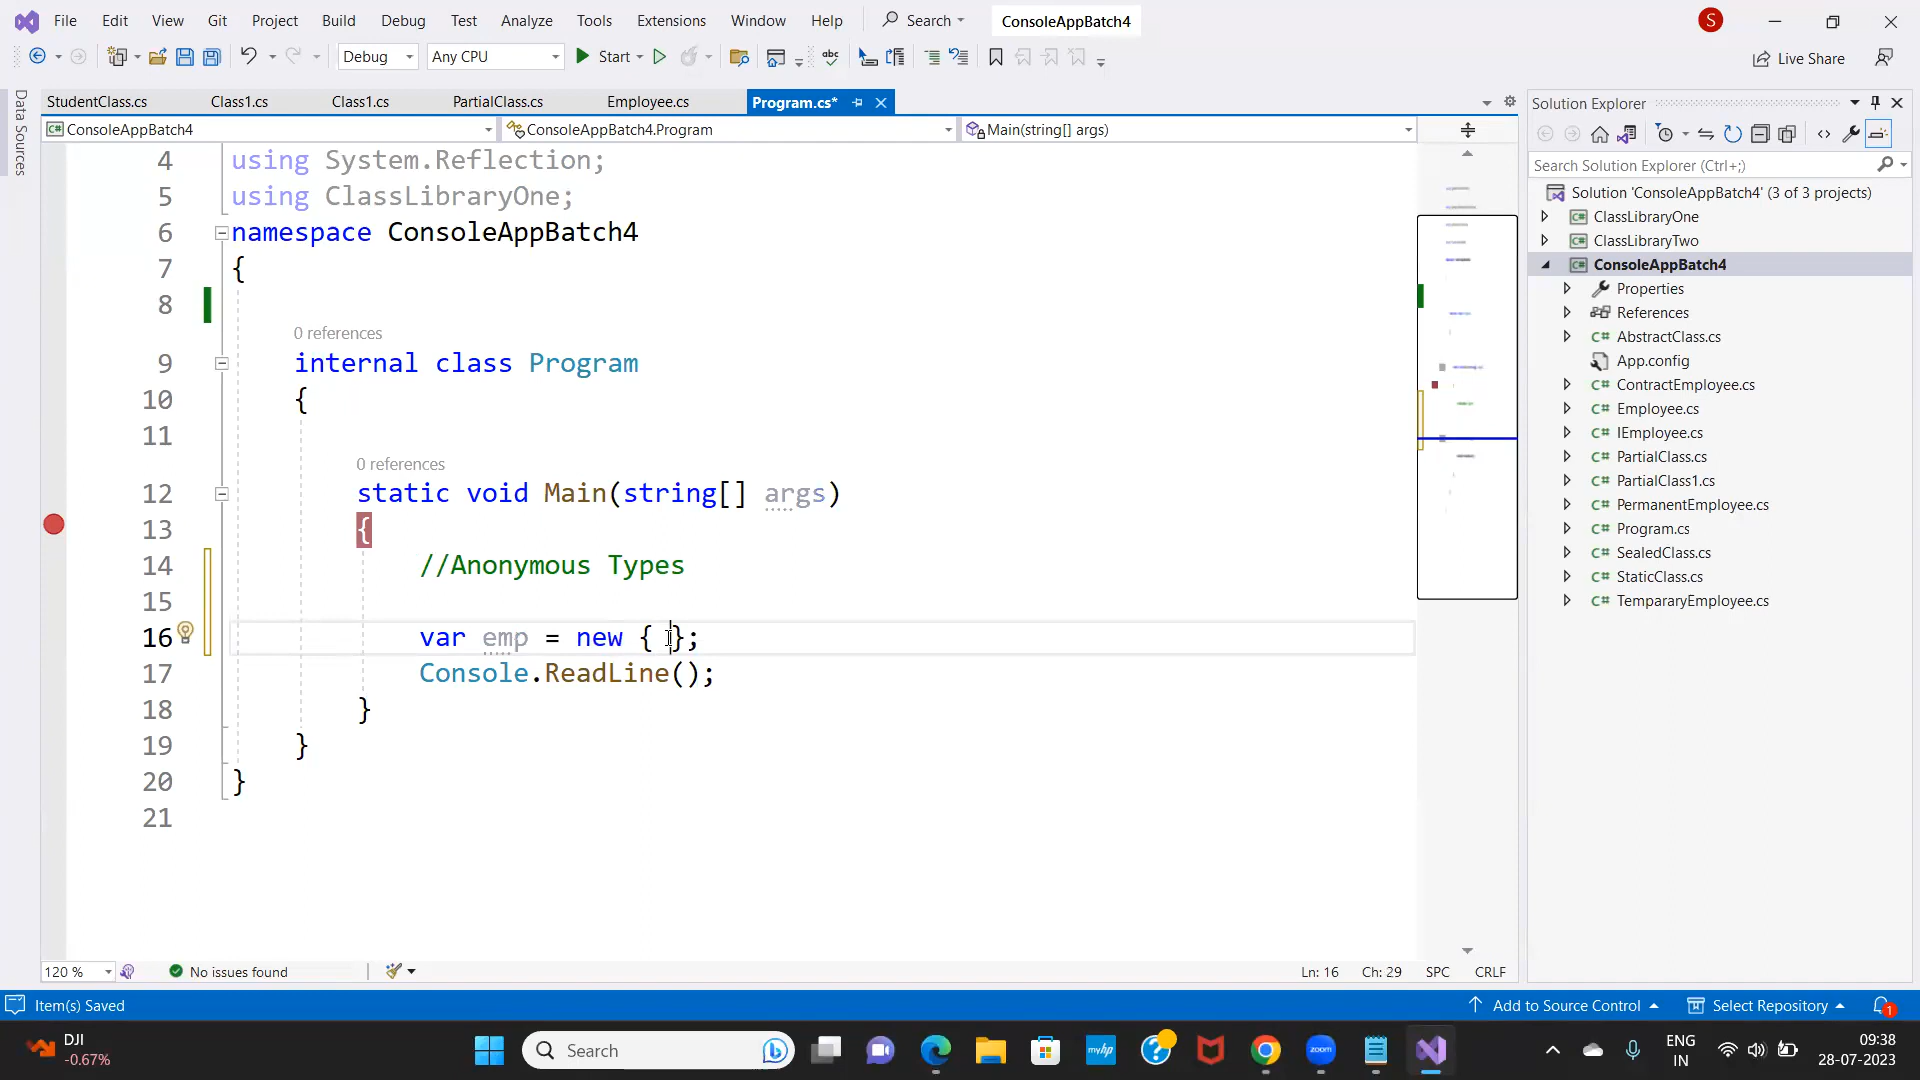 File Edit View Git Project Build Debug Test Analyze Tools Extensions Window Help Search ConsoleAppBatch4 S
Debug Any CPU Start Live Share
Data Sources
StudentClass.cs Class1.cs Class1.cs PartialClass.cs Employee.cs Program.cs*
ConsoleAppBatch4 ConsoleAppBatch4.Program Main(string[] args)
4 using System.Reflection;
5 using ClassLibraryOne;
6 namespace ConsoleAppBatch4
7 {
8
0 references
9 internal class Program
10 {
11
0 references
12 static void Main(string[] args)
13 {
14 //Anonymous Types
15
16 var emp = new { };
17 Console.ReadLine();
18 }
19 }
20 }
21
120 % No issues found Ln: 16 Ch: 29 SPC CRLF
Solution Explorer
Search Solution Explorer (Ctrl+;)
Solution 'ConsoleAppBatch4' (3 of 3 projects)
ClassLibraryOne
ClassLibraryTwo
ConsoleAppBatch4
Properties
References
AbstractClass.cs
App.config
ContractEmployee.cs
Employee.cs
IEmployee.cs
PartialClass.cs
PartialClass1.cs
PermanentEmployee.cs
Program.cs
SealedClass.cs
StaticClass.cs
TempararyEmployee.cs
Item(s) Saved Add to Source Control Select Repository 1
DJI
-0.67%
Search
myhp
zoom
ENG
IN
09:38
28-07-2023